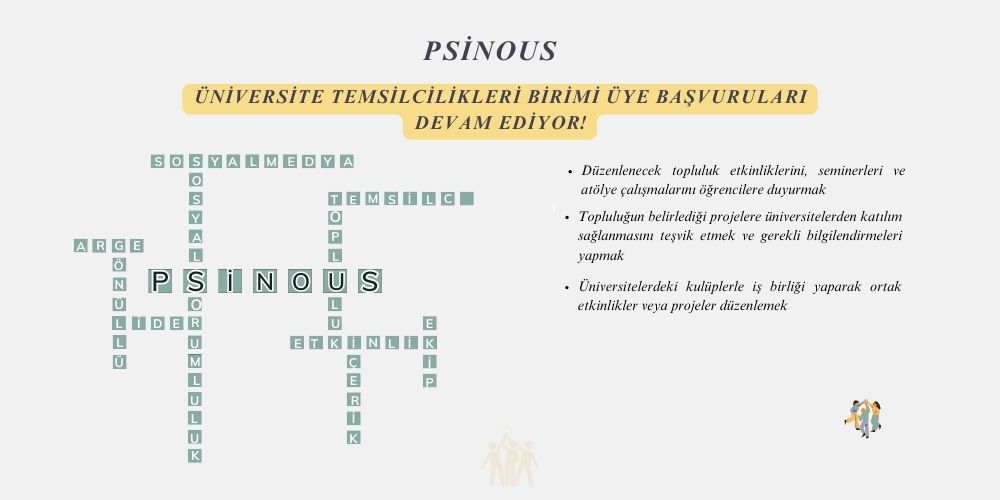 PSİNOUS
ÜNİVERSİTE TEMSİLCİLİKLERİ BİRİMİ ÜYE BAŞVURULARI
DEVAM EDİYOR!
SOSYALMEDYA
SOSYALSORUMLULUK
TEMSİLC
TOPLULUK
ARGE
GÖNÜLLÜ
PSİNOUS
LİDER
ETKİNLİK
EKİP
İÇERİK
• Düzenlenecek topluluk etkinliklerini, seminerleri ve
atölye çalışmalarını öğrencilere duyurmak
• Topluluğun belirlediği projelere üniversitelerden katılım
sağlanmasını teşvik etmek ve gerekli bilgilendirmeleri
yapmak
• Üniversitelerdeki kulüplerle iş birliği yaparak ortak
etkinlikler veya projeler düzenlemek